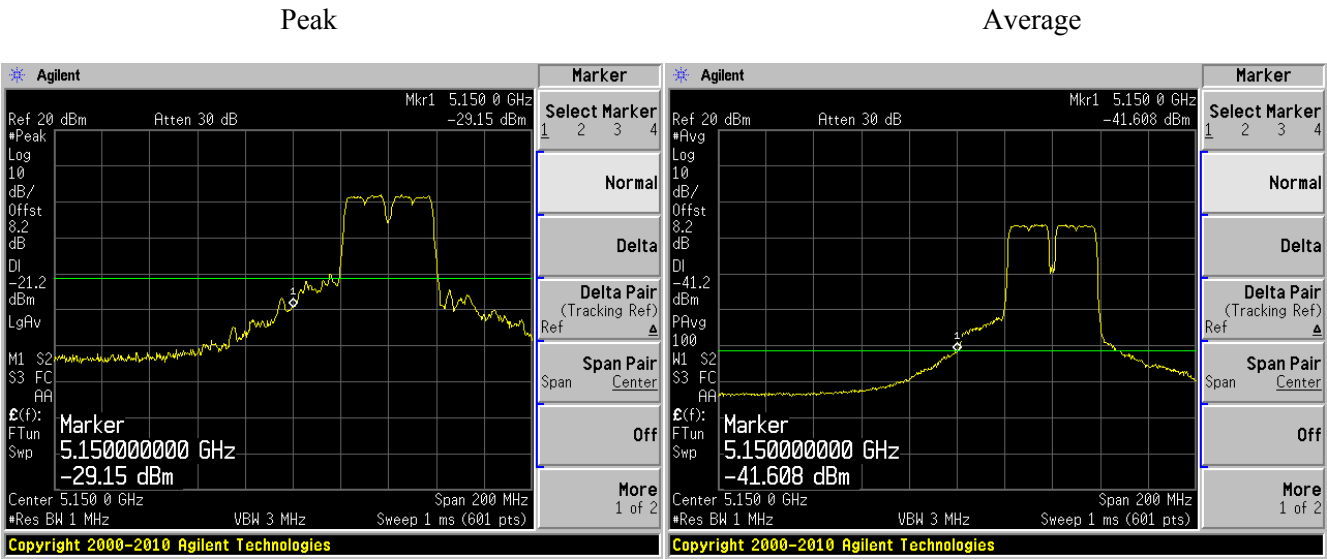 Peak
Average
Agilent
Marker
Mkr1 5.150 0 GHz
Ref 20 dBm Atten 30 dB -29.15 dBm
#Peak
Log
10
dB/
Offst
8.2
dB
DI
-21.2
dBm
LgAv
M1 S2
S3 FC
AA
£(f):
FTun
Swp
1
Marker
5.150000000 GHz
-29.15 dBm
Center 5.150 0 GHz Span 200 MHz
#Res BW 1 MHz VBW 3 MHz Sweep 1 ms (601 pts)
Select Marker
1 2 3 4
Normal
Delta
Delta Pair
(Tracking Ref)
Ref Δ
Span Pair
Span Center
Off
More
1 of 2
Copyright 2000-2010 Agilent Technologies
Agilent
Marker
Mkr1 5.150 0 GHz
Ref 20 dBm Atten 30 dB -41.608 dBm
#Avg
Log
10
dB/
Offst
8.2
dB
DI
-41.2
dBm
PAvg
100
W1 S2
S3 FC
AA
£(f):
FTun
Swp
1
Marker
5.150000000 GHz
-41.608 dBm
Center 5.150 0 GHz Span 200 MHz
#Res BW 1 MHz VBW 3 MHz Sweep 1 ms (601 pts)
Select Marker
1 2 3 4
Normal
Delta
Delta Pair
(Tracking Ref)
Ref Δ
Span Pair
Span Center
Off
More
1 of 2
Copyright 2000-2010 Agilent Technologies